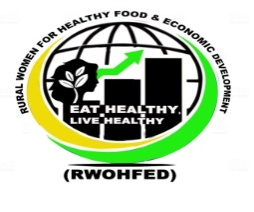 RURAL WOMEN FOR HEALTHY FOOD & ECONOMIC DEVELOPMENT
EAT HEALTHY,
LIVE HEALTHY
(RWOHFED)